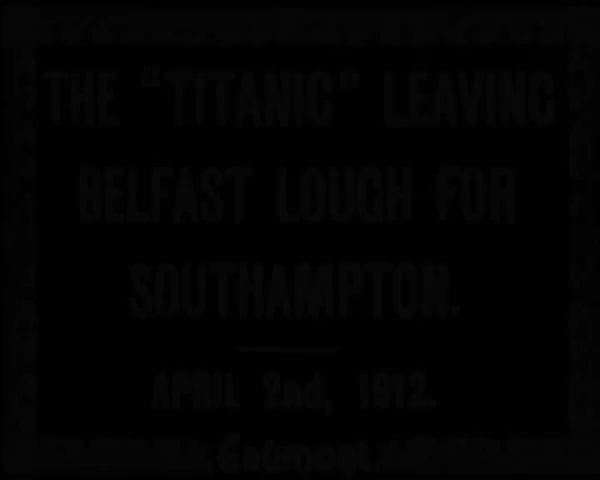 THE "TITANIC" LEAVING
BELFAST LOUGH FOR
SOUTHAMPTON.
APRIL 2nd, 1912.
Gaumont